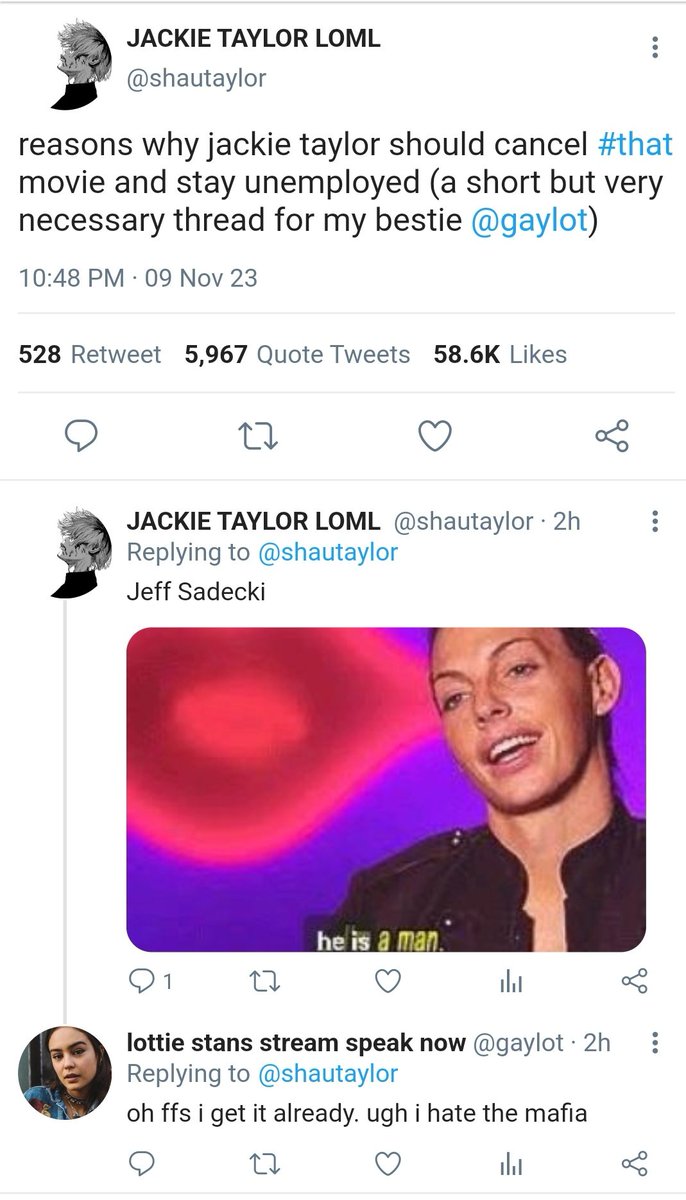 JACKIE TAYLOR LOML
@shautaylor
reasons why jackie taylor should cancel #that
movie and stay unemployed (a short but very
necessary thread for my bestie @gaylot)
10:48 PM · 09 Nov 23
528 Retweet 5,967 Quote Tweets 58.6K Likes
JACKIE TAYLOR LOML @shautaylor · 2h
Replying to @shautaylor
Jeff Sadecki
he is a man.
1
lottie stans stream speak now @gaylot · 2h
Replying to @shautaylor
oh ffs i get it already. ugh i hate the mafia